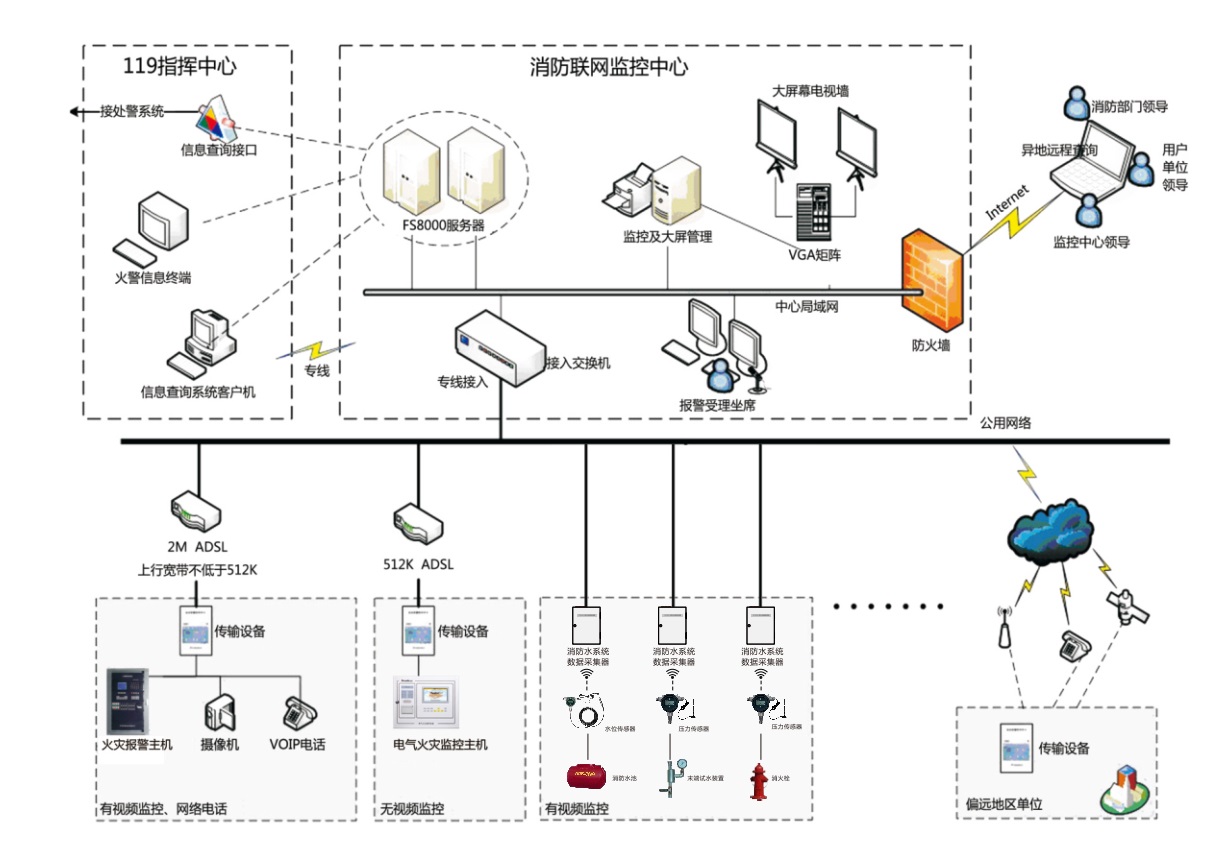 119指挥中心
消防联网监控中心
接处警系统
信息查询接口
火警信息终端
信息查询系统客户机
专线
FS8000服务器
监控及大屏管理
大屏幕电视墙
VGA矩阵
中心局域网
防火墙
专线接入
接入交换机
报警受理坐席
Internet
消防部门领导
异地远程查询
用户
单位
领导
监控中心领导
公用网络
2M ADSL
上行宽带不低于512K
512K ADSL
传输设备
火灾报警主机
摄像机
VOIP电话
有视频监控、网络电话
传输设备
电气火灾监控主机
无视频监控
消防水系统
数据采集器
消防水系统
数据采集器
消防水系统
数据采集器
水位传感器
压力传感器
压力传感器
消防水池
末端试水装置
消火栓
有视频监控
传输设备
偏远地区单位